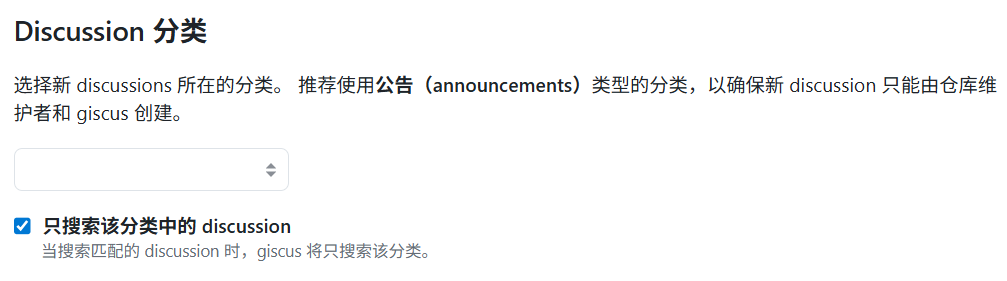 Discussion 分类
选择新 discussions 所在的分类。 推荐使用公告（announcements）类型的分类，以确保新 discussion 只能由仓库维
护者和 giscus 创建。
只搜索该分类中的 discussion
当搜索匹配的 discussion 时，giscus 将只搜索该分类。